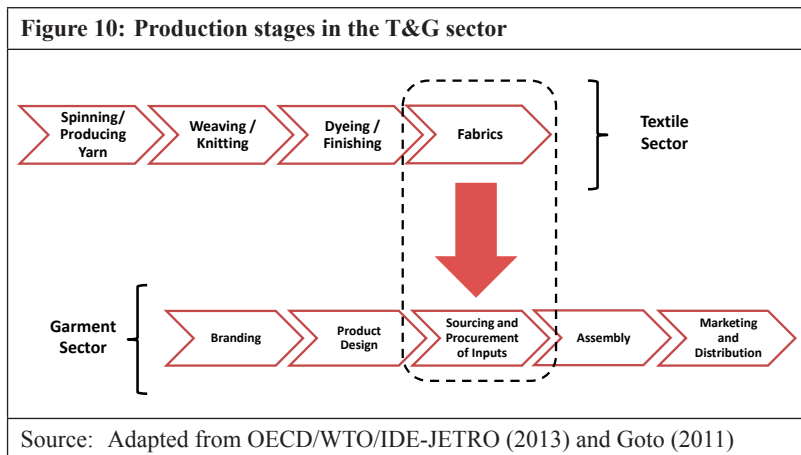 Figure 10: Production stages in the T&G sector
Spinning/
Producing
Yarn
Weaving /
Knitting
Dyeing /
Finishing
Fabrics
Textile
Sector
Garment
Sector
Branding
Product
Design
Sourcing and
Procurement
of Inputs
Assembly
Marketing
and
Distribution
Source: Adapted from OECD/WTO/IDE-JETRO (2013) and Goto (2011)